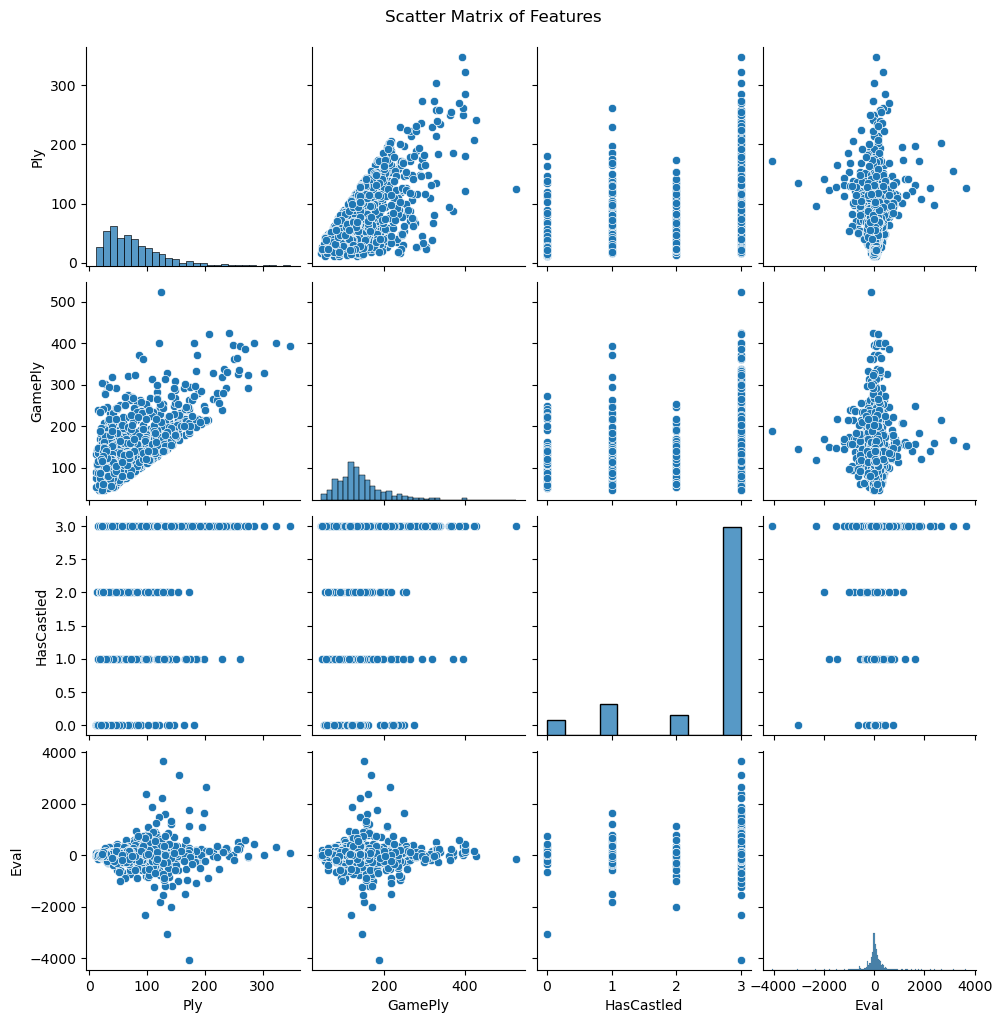 Scatter Matrix of Features
Ply
300
200
100
0
GamePly
500
400
300
200
100
HasCastled
3.0
2.5
2.0
1.5
1.0
0.5
0.0
Eval
4000
2000
0
−2000
−4000
0 100 200 300
200 400
0 1 2 3
−4000 −2000 0 2000 4000
Ply GamePly HasCastled Eval